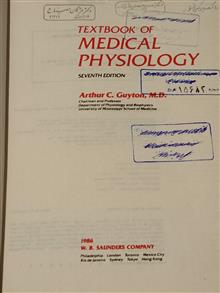 TEXTBOOK OF
MEDICAL
PHYSIOLOGY
SEVENTH EDITION
Arthur C. Guyton, M.D.
Chairman and Professor
Department of Physiology and Biophysics
University of Mississippi School of Medicine
1986
W. B. SAUNDERS COMPANY
Philadelphia London Toronto Mexico City
Rio de Janeiro Sydney Tokyo Hong Kong